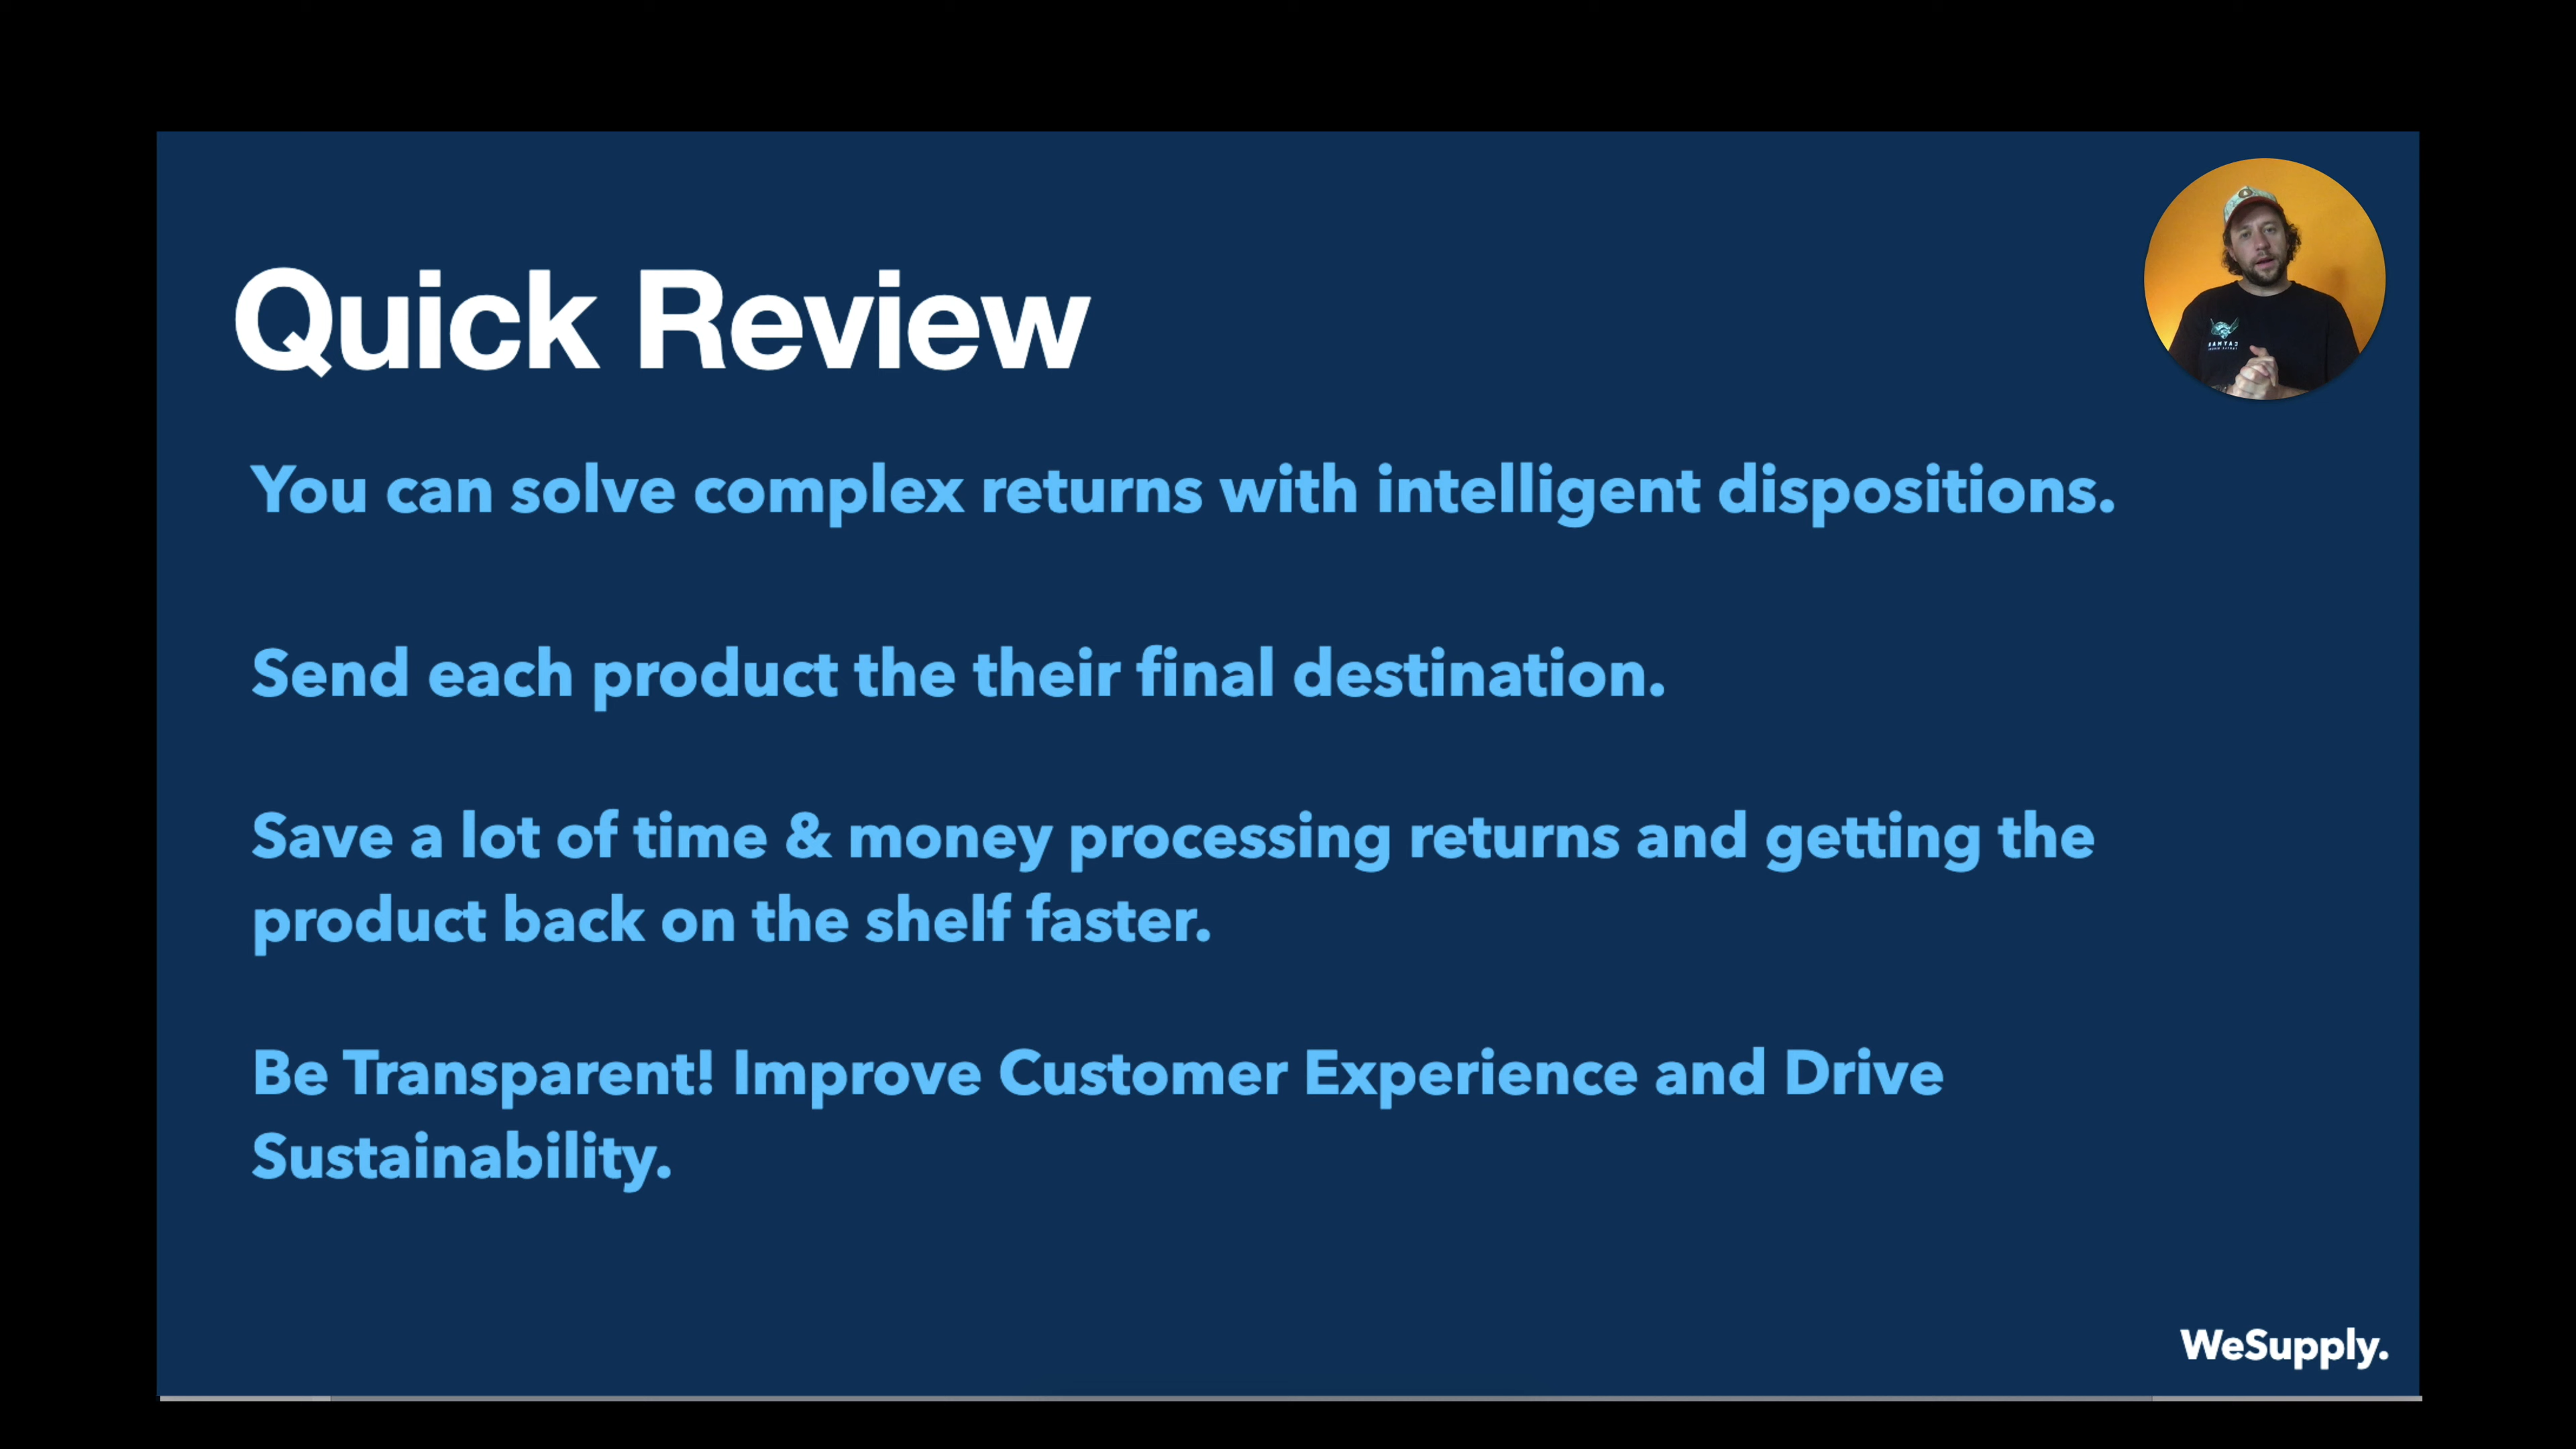 Quick Review
You can solve complex returns with intelligent dispositions.
Send each product the their final destination.
Save a lot of time & money processing returns and getting the
product back on the shelf faster.
Be Transparent! Improve Customer Experience and Drive
Sustainability.
WeSupply.